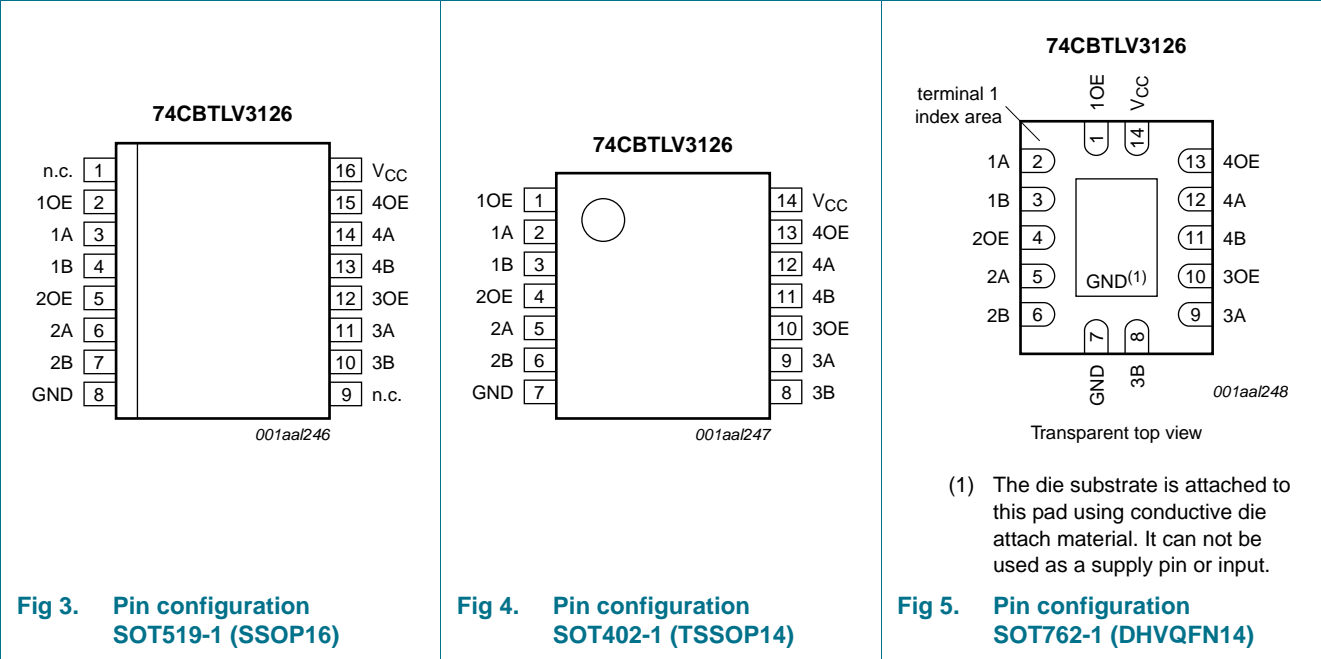 74CBTLV3126
n.c. 1
1OE 2
1A 3
1B 4
2OE 5
2A 6
2B 7
GND 8
16 VCC
15 4OE
14 4A
13 4B
12 3OE
11 3A
10 3B
9 n.c.
001aal246
Fig 3. Pin configuration
SOT519-1 (SSOP16)
74CBTLV3126
1OE 1
1A 2
1B 3
2OE 4
2A 5
2B 6
GND 7
14 VCC
13 4OE
12 4A
11 4B
10 3OE
9 3A
8 3B
001aal247
Fig 4. Pin configuration
SOT402-1 (TSSOP14)
74CBTLV3126
terminal 1
index area
1OE
VCC
1
14
1A 2
1B 3
2OE 4
2A 5
2B 6
13 4OE
12 4A
11 4B
10 3OE
9 3A
GND(1)
7
8
GND
3B
001aal248
Transparent top view
(1) The die substrate is attached to
this pad using conductive die
attach material. It can not be
used as a supply pin or input.
Fig 5. Pin configuration
SOT762-1 (DHVQFN14)